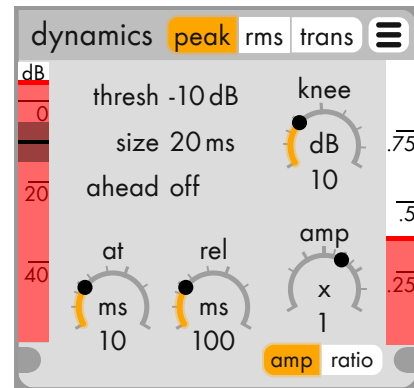 dynamics peak rms trans
dB
0
20
40
thresh -10 dB
size 20 ms
ahead off
knee
dB
10
.75
.5
.25
at
ms
10
rel
ms
100
amp
x
1
amp ratio